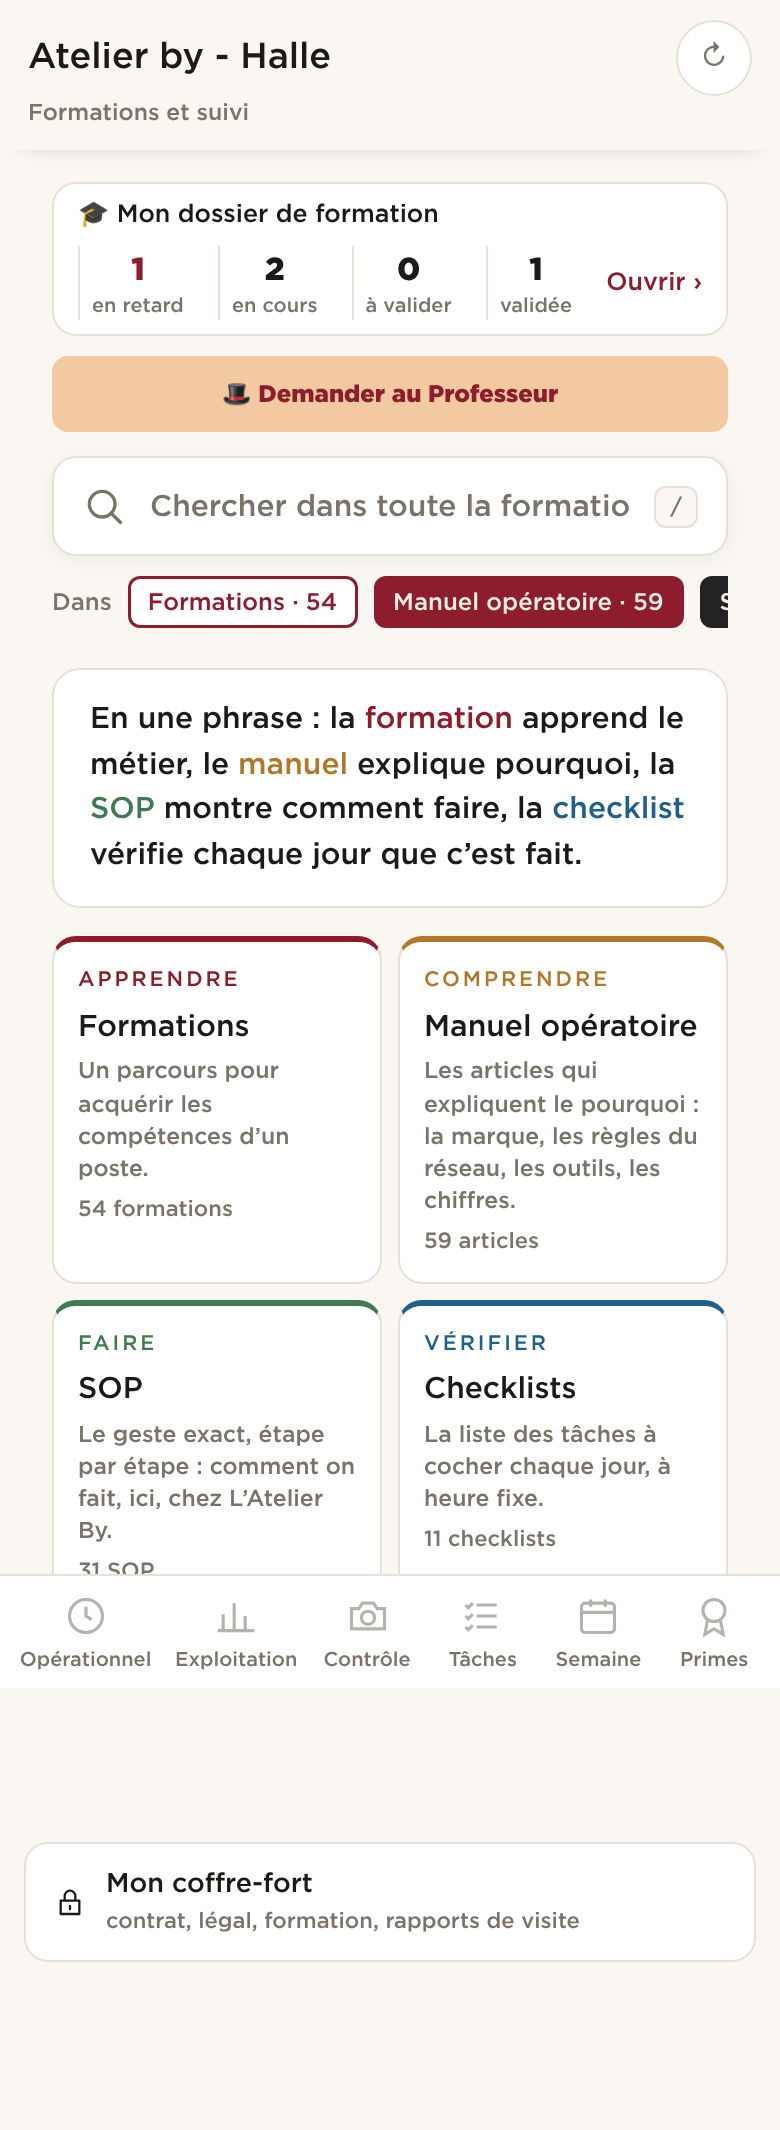 Atelier by - Halle
Formations et suivi
🎓 Mon dossier de formation
1
en retard
2
en cours
0
à valider
1
validée
Ouvrir ›
🎩 Demander au Professeur
Chercher dans toute la formatio
/
Dans
Formations · 54
Manuel opératoire · 59
S
En une phrase : la formation apprend le
métier, le manuel explique pourquoi, la
SOP montre comment faire, la checklist
vérifie chaque jour que c’est fait.
APPRENDRE
Formations
Un parcours pour
acquérir les
compétences d’un
poste.
54 formations
COMPRENDRE
Manuel opératoire
Les articles qui
expliquent le pourquoi :
la marque, les règles du
réseau, les outils, les
chiffres.
59 articles
FAIRE
SOP
Le geste exact, étape
par étape : comment on
fait, ici, chez L’Atelier
By.
31 SOP
VÉRIFIER
Checklists
La liste des tâches à
cocher chaque jour, à
heure fixe.
11 checklists
Opérationnel
Exploitation
Contrôle
Tâches
Semaine
Primes
Mon coffre-fort
contrat, légal, formation, rapports de visite